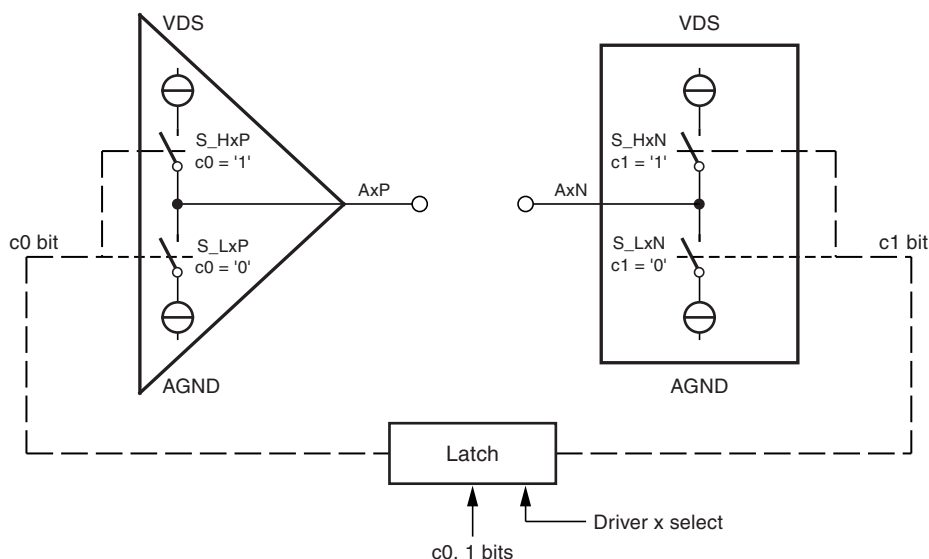 VDS
VDS
S_HxP
c0 = '1'
S_HxN
c1 = '1'
AxP
AxN
c0 bit
S_LxP
c0 = '0'
S_LxN
c1 = '0'
c1 bit
AGND
AGND
Latch
Driver x select
c0, 1 bits